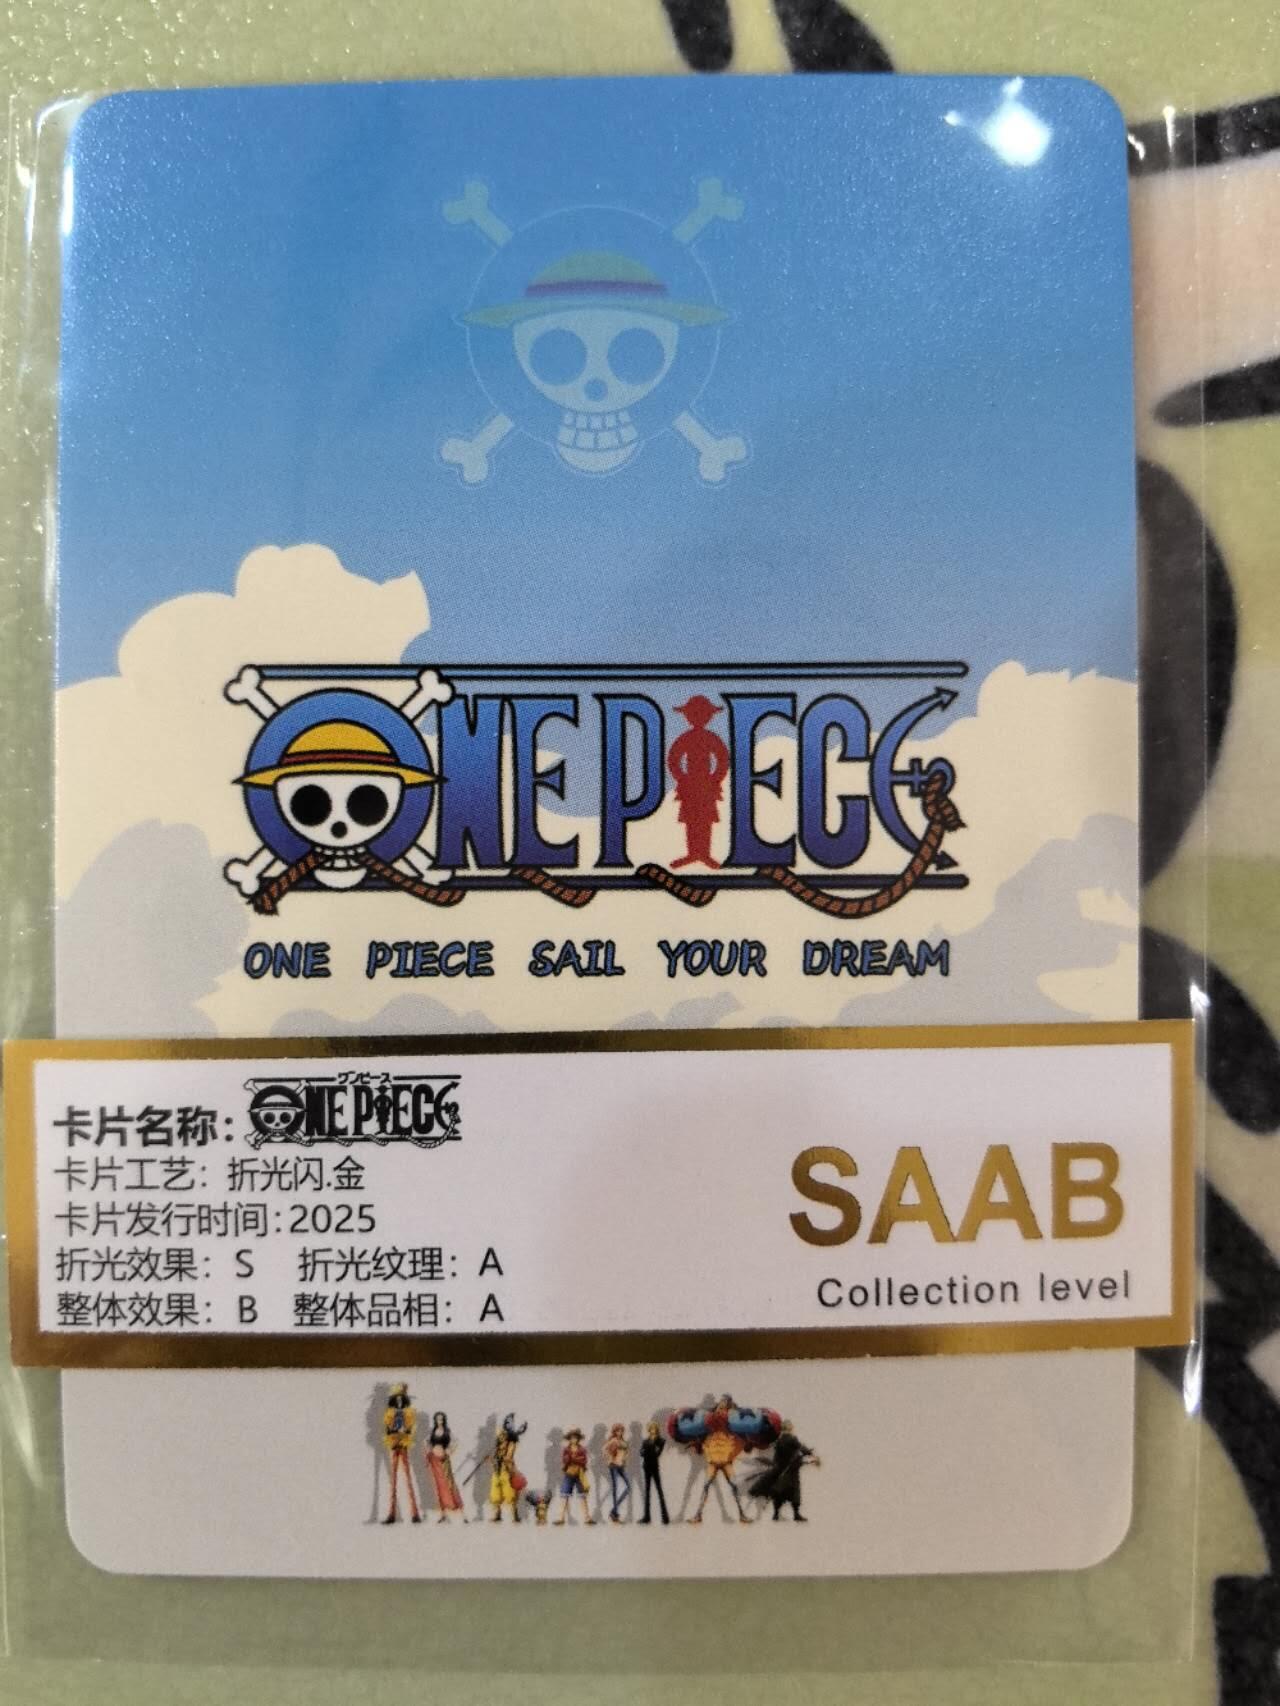 ONE PIECE
ONE PIECE SAIL YOUR DREAM
卡片名称：ワンピース ONE PIECE
卡片工艺：折光闪.金
卡片发行时间:2025
折光效果：S 折光纹理：A
整体效果：B 整体品相：A
SAAB
Collection level